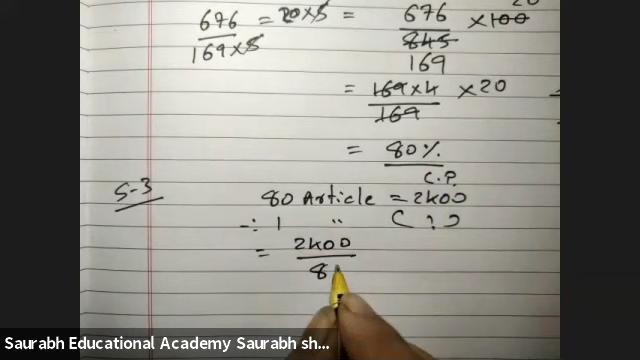 20
676/169×5 = 20×5 = 676/845 ×100
169
= 169×4/169 ×20
= 80%
C.P.
S-3 80 Article = 2400
∴ 1 " (?)
= 2400/8
Saurabh Educational Academy Saurabh sh...